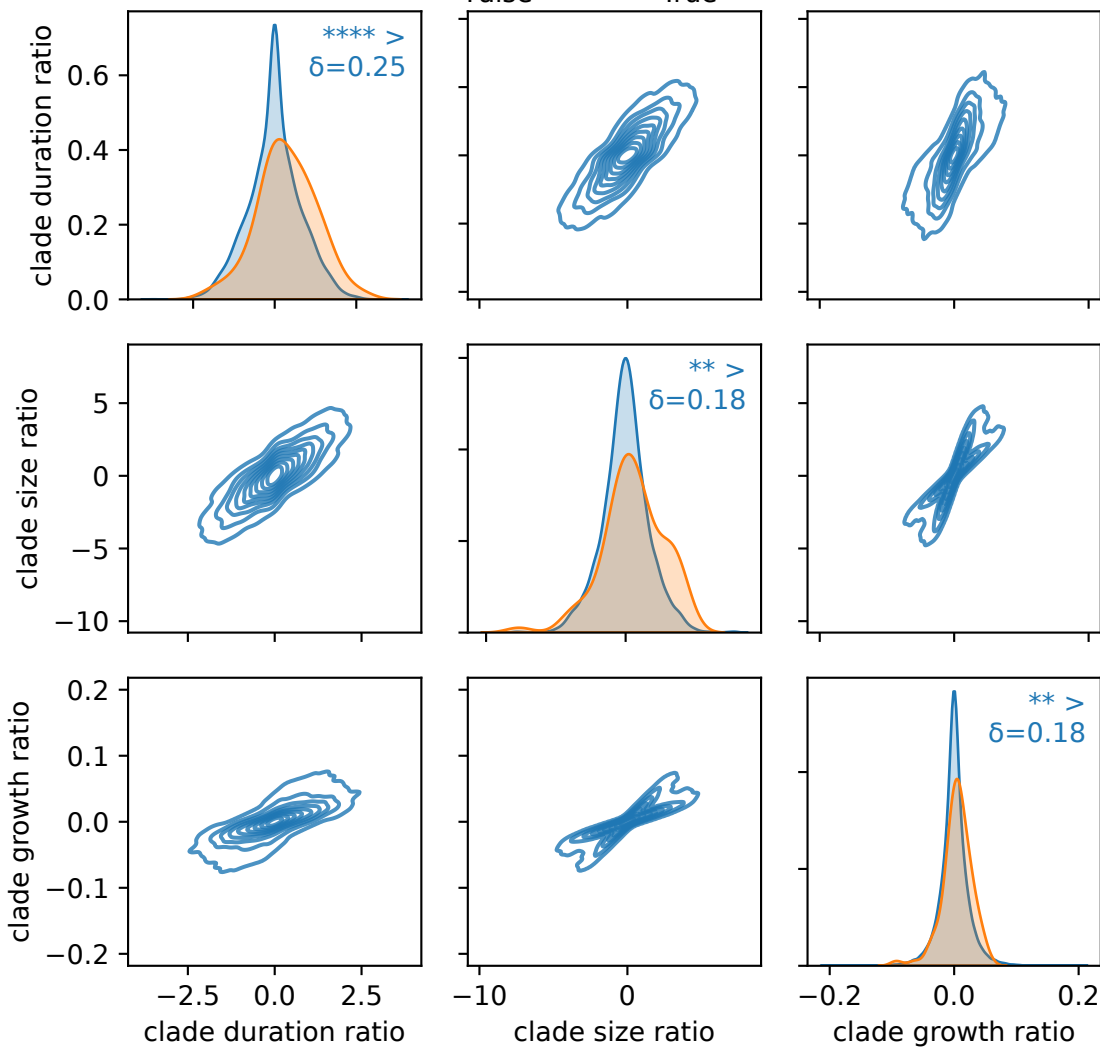 clade duration ratio
0.6
0.4
0.2
0.0
**** >
δ=0.25
clade size ratio
5
0
−5
−10
** >
δ=0.18
clade growth ratio
0.2
0.1
0.0
−0.1
−0.2
** >
δ=0.18
−2.5 0.0 2.5
−10 0
−0.2 0.0 0.2
clade duration ratio
clade size ratio
clade growth ratio